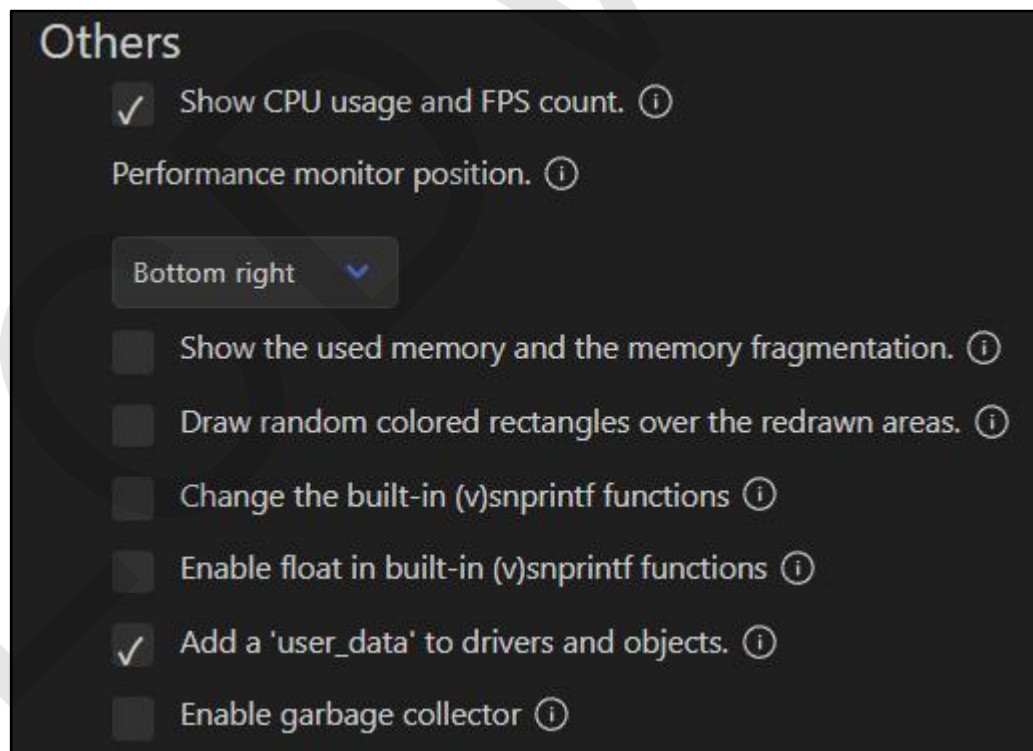 Others
Show CPU usage and FPS count.
Performance monitor position.
Bottom right
Show the used memory and the memory fragmentation.
Draw random colored rectangles over the redrawn areas.
Change the built-in (v)snprintf functions
Enable float in built-in (v)snprintf functions
Add a 'user_data' to drivers and objects.
Enable garbage collector